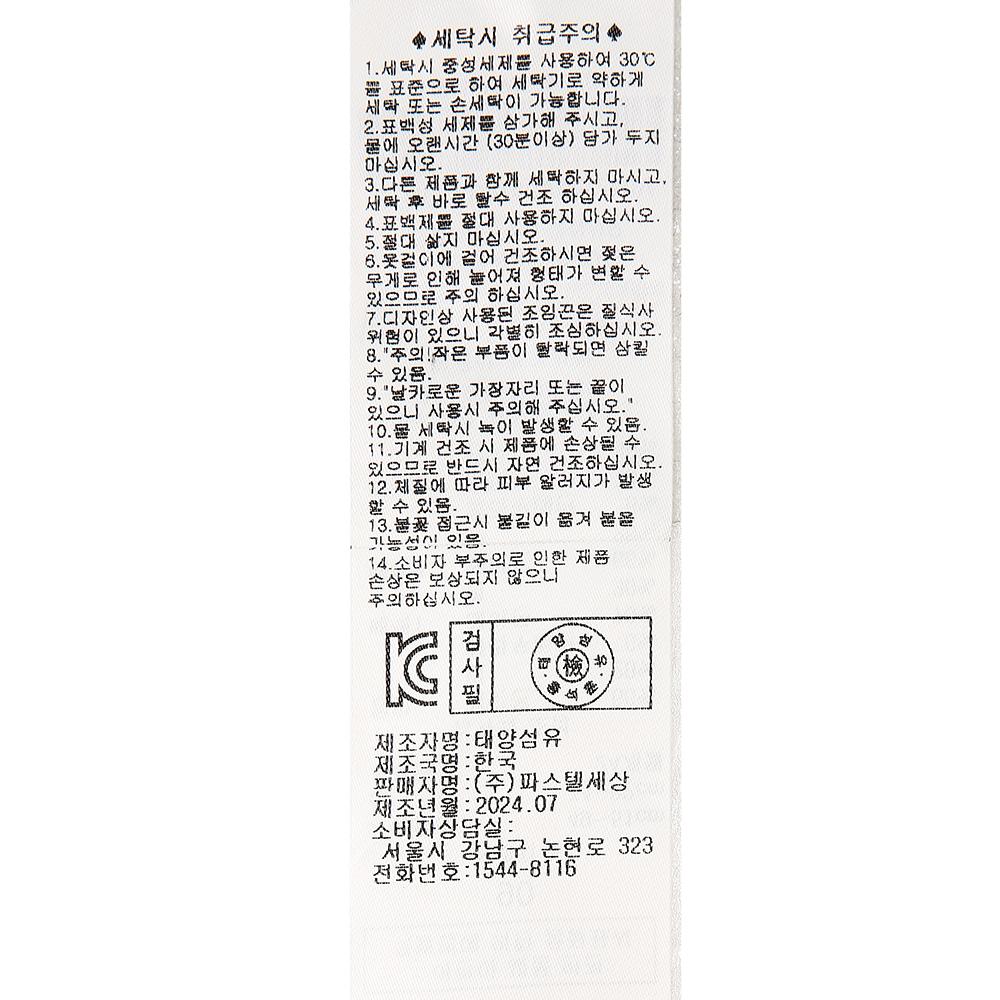 ♠세탁시 취급주의♠
1.세탁시 중성세제를 사용하여 30℃
를 표준으로 하여 세탁기로 약하게
세탁 또는 손세탁이 가능합니다.
2.표백성 세제를 삼가해 주시고,
물에 오랜시간 (30분이상) 담가 두지
마십시오.
3.다른 제품과 함께 세탁하지 마시고,
세탁 후 바로 탈수 건조 하십시오.
4.표백제를 절대 사용하지 마십시오.
5.절대 삶지 마십시오.
6.옷걸이에 걸어 건조하시면 젖은
무게로 인해 늘어져 형태가 변할 수
있으므로 주의 하십시오.
7.디자인상 사용된 조임끈은 질식사
위험이 있으니 각별히 조심하십시오.
8."주의!작은 부품이 탈락되면 삼킬
수 있음.
9."날카로운 가장자리 또는 끝이
있으니 사용시 주의해 주십시오."
10.물 세탁시 녹이 발생할 수 있음.
11.기계 건조 시 제품에 손상될 수
있으므로 반드시 자연 건조하십시오.
12.체질에 따라 피부 알러지가 발생
할 수 있음.
13.불꽃 접근시 불길이 옮겨 붙을
가능성이 있음.
14.소비자 부주의로 인한 제품
손상은 보상되지 않으니
주의하십시오.
검사필
태양섬유
檢
제조자명:태양섬유
제조국명:한국
판매자명:(주)파스텔세상
제조년월:2024.07
소비자상담실:
서울시 강남구 논현로 323
전화번호:1544-8116